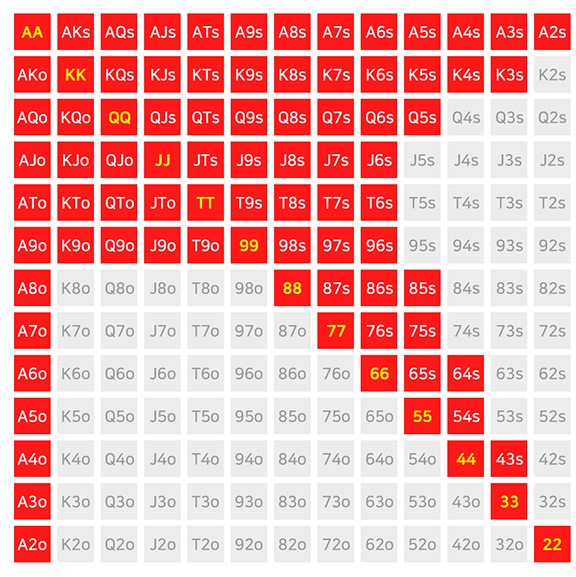 AA AKs AQs AJs ATs A9s A8s A7s A6s A5s A4s A3s A2s
AKo KK KQs KJs KTs K9s K8s K7s K6s K5s K4s K3s K2s
AQo KQo QQ QJs QTs Q9s Q8s Q7s Q6s Q5s Q4s Q3s Q2s
AJo KJo QJo JJ JTs J9s J8s J7s J6s J5s J4s J3s J2s
ATo KTo QTo JTo TT T9s T8s T7s T6s T5s T4s T3s T2s
A9o K9o Q9o J9o T9o 99 98s 97s 96s 95s 94s 93s 92s
A8o K8o Q8o J8o T8o 98o 88 87s 86s 85s 84s 83s 82s
A7o K7o Q7o J7o T7o 97o 87o 77 76s 75s 74s 73s 72s
A6o K6o Q6o J6o T6o 96o 86o 76o 66 65s 64s 63s 62s
A5o K5o Q5o J5o T5o 95o 85o 75o 65o 55 54s 53s 52s
A4o K4o Q4o J4o T4o 94o 84o 74o 64o 54o 44 43s 42s
A3o K3o Q3o J3o T3o 93o 83o 73o 63o 53o 43o 33 32s
A2o K2o Q2o J2o T2o 92o 82o 72o 62o 52o 42o 32o 22